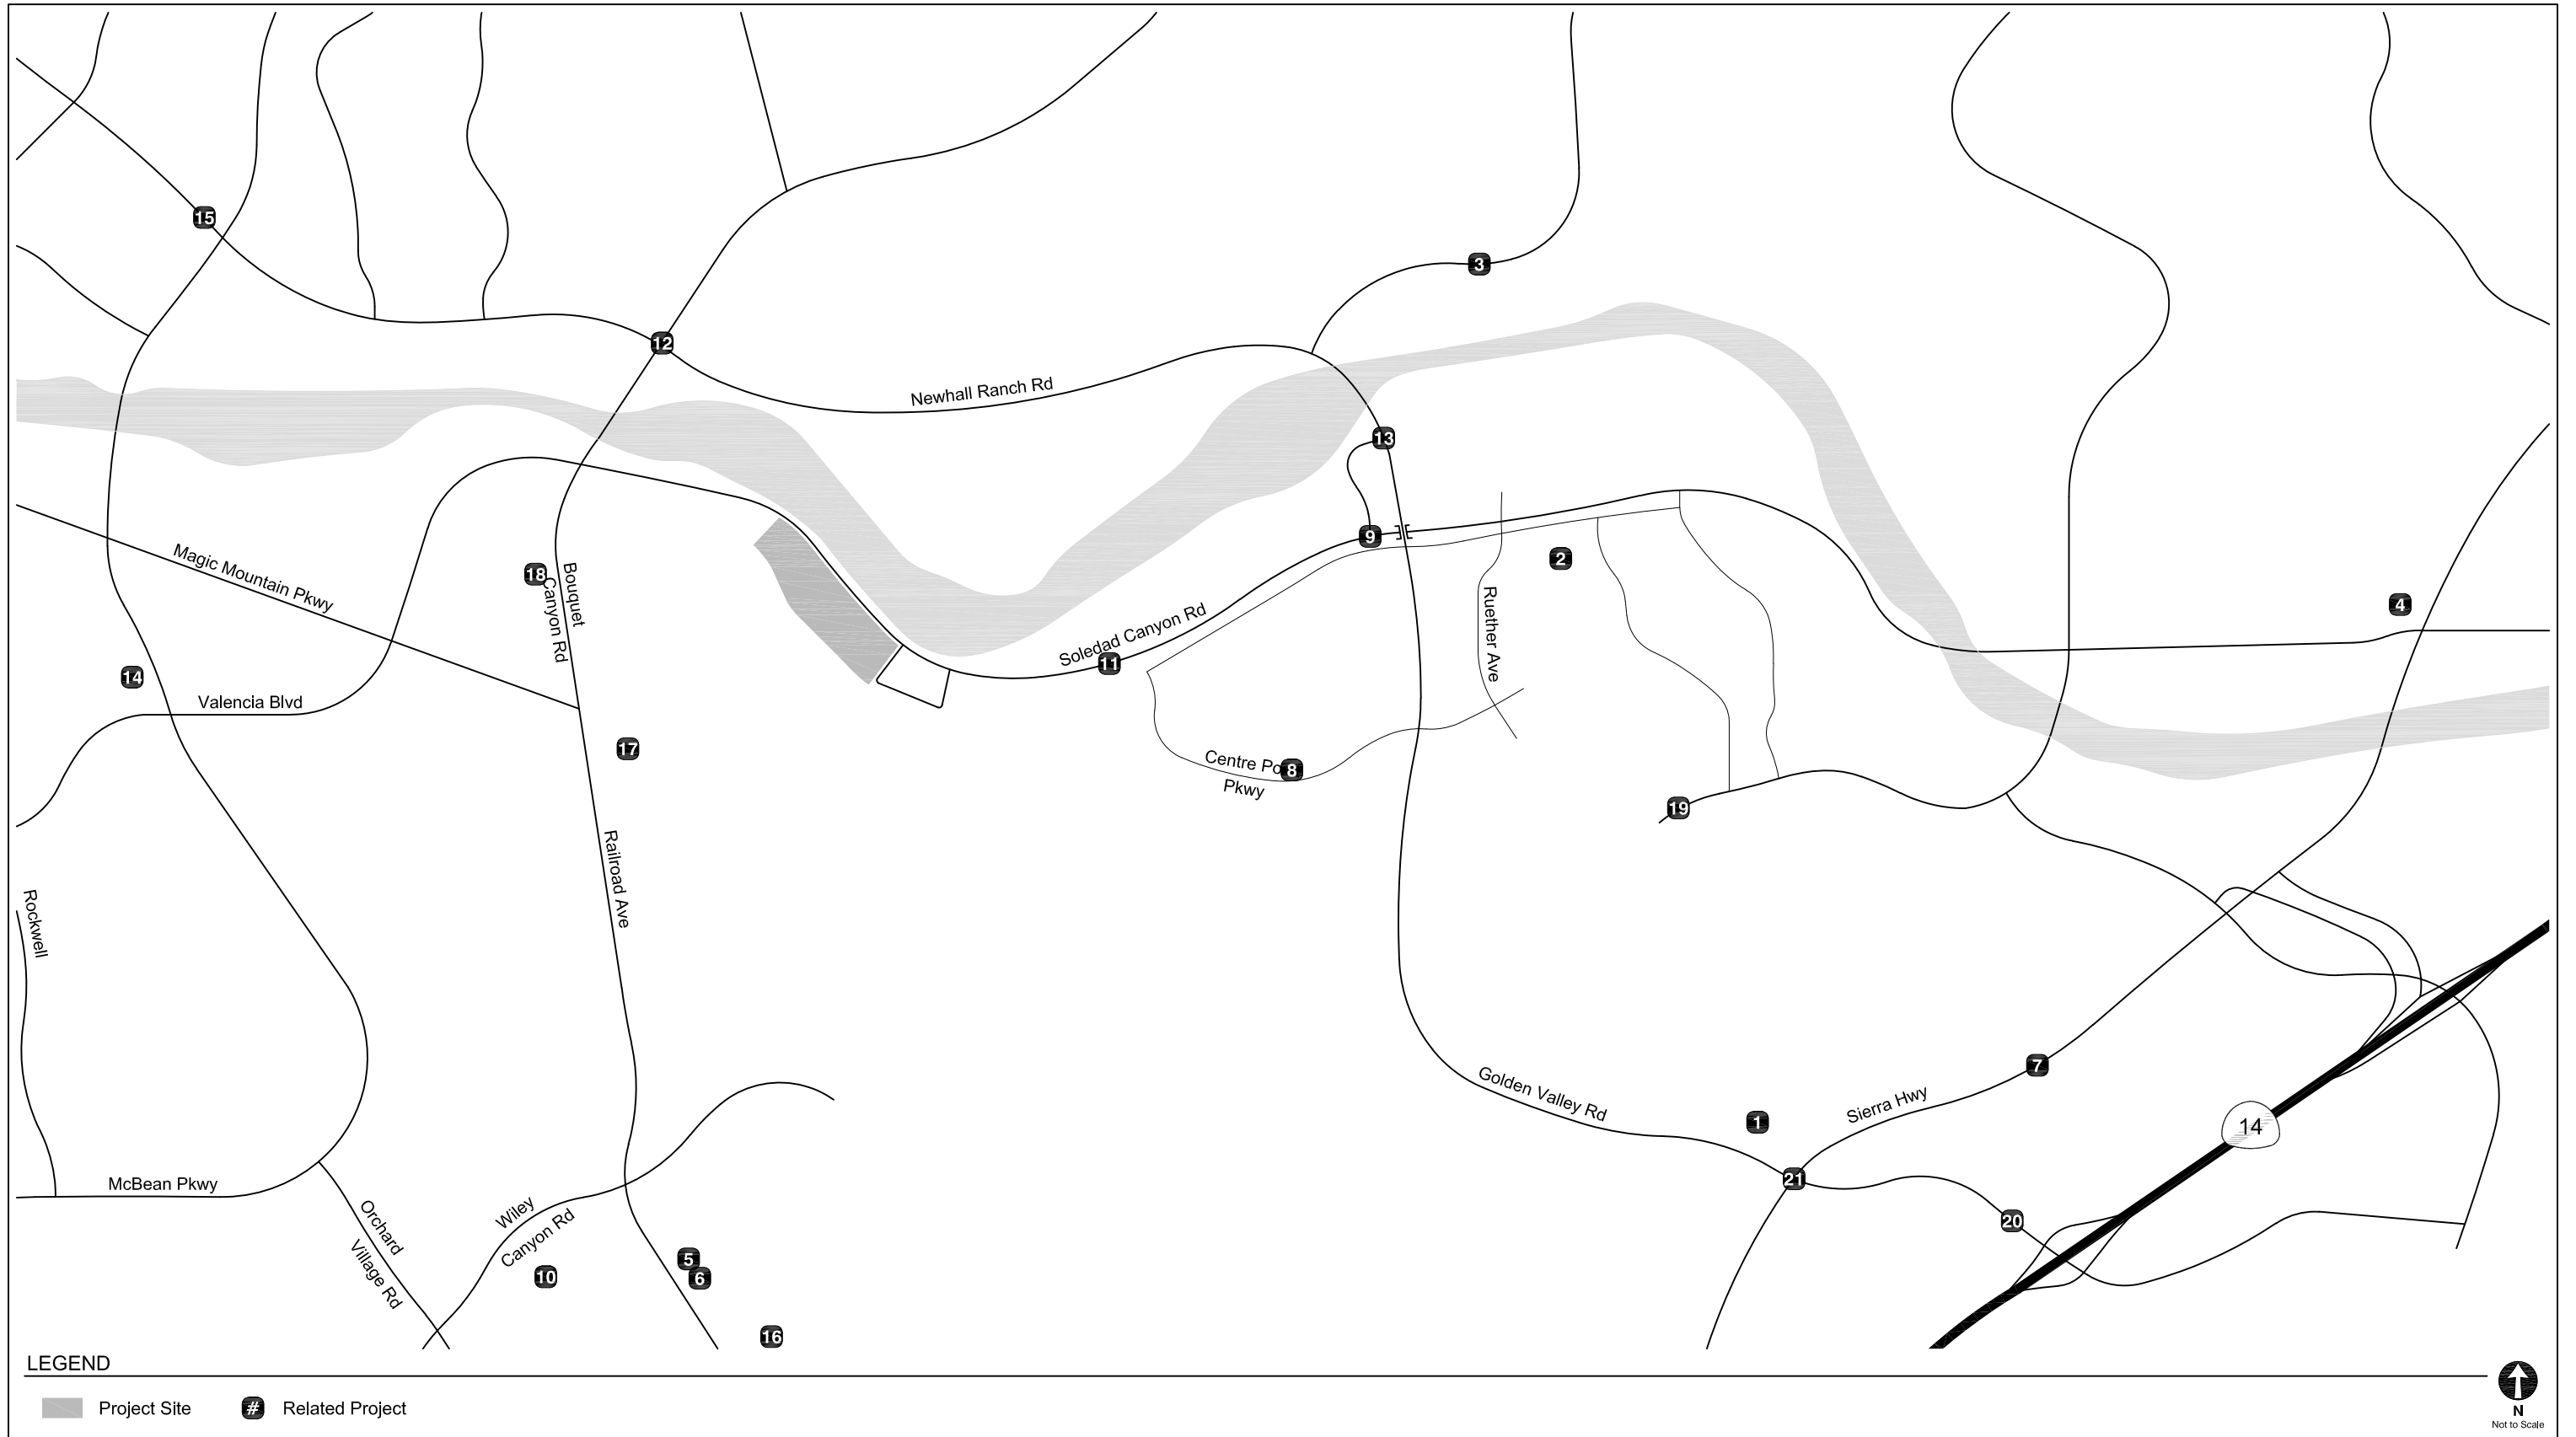 15
3
12
Newhall Ranch Rd
13
9
2
18
Bouquet
Canyon Rd
Magic Mountain Pkwy
Ruether Ave
4
Soledad Canyon Rd
11
14
Valencia Blvd
17
Centre Po
8
Pkwy
19
Railroad Ave
Rockwell
7
Golden Valley Rd
Sierra Hwy
1
14
21
McBean Pkwy
20
Orchard
Village Rd
Wiley
Canyon Rd
5
6
10
16
LEGEND
Project Site
# Related Project
N
Not to Scale